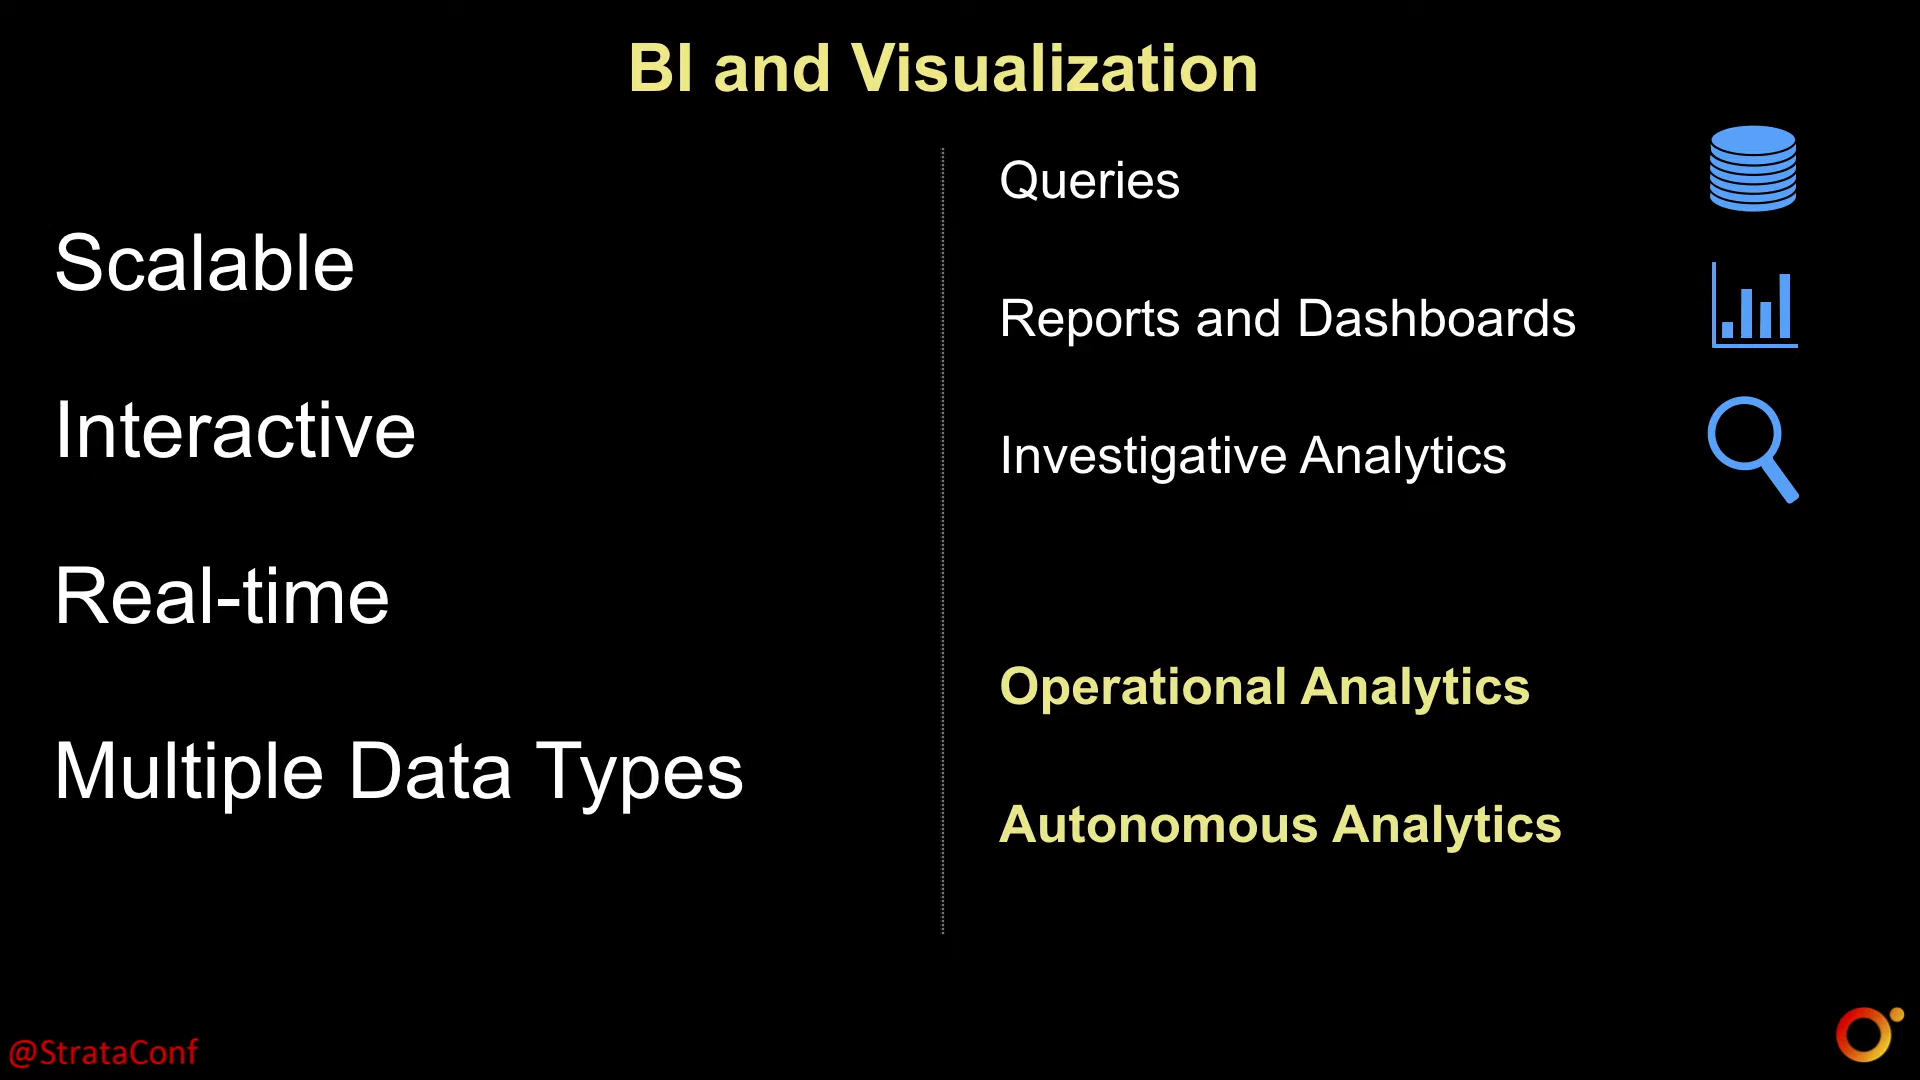 BI and Visualization
Scalable
Interactive
Real-time
Multiple Data Types
Queries
Reports and Dashboards
Investigative Analytics
Operational Analytics
Autonomous Analytics
@StrataConf